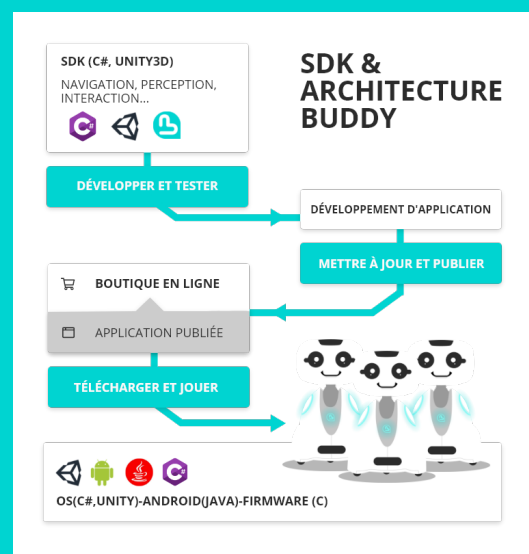 SDK (C#, UNITY3D)
NAVIGATION, PERCEPTION,
INTERACTION...
C#
SDK &
ARCHITECTURE
BUDDY
DÉVELOPPER ET TESTER
DÉVELOPPEMENT D'APPLICATION
METTRE À JOUR ET PUBLIER
BOUTIQUE EN LIGNE
APPLICATION PUBLIÉE
TÉLÉCHARGER ET JOUER
C#
OS(C#,UNITY)-ANDROID(JAVA)-FIRMWARE (C)